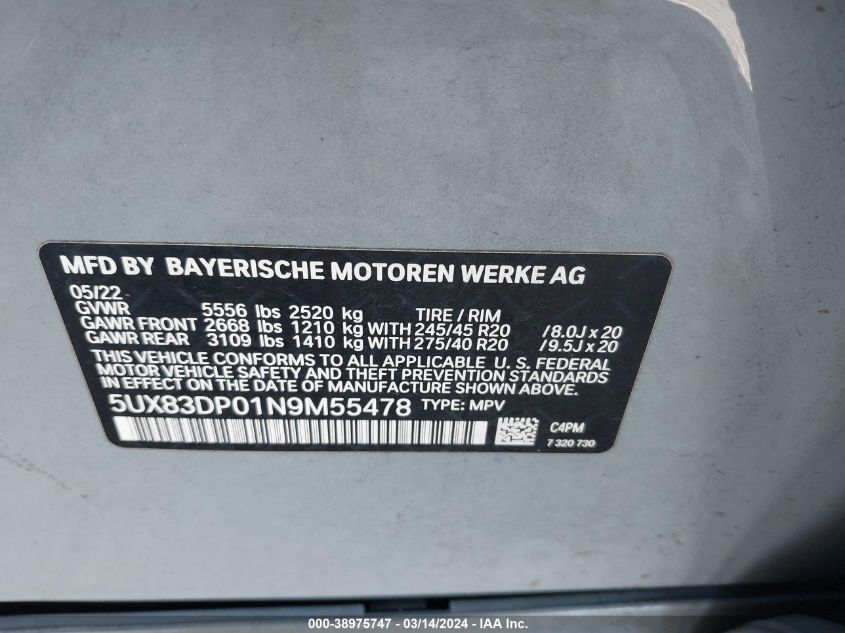 MFD BY BAYERISCHE MOTOREN WERKE AG
05/22
GVWR 5556 lbs 2520 kg TIRE / RIM
GAWR FRONT 2668 lbs 1210 kg WITH 245/45 R20 /8.0J x 20
GAWR REAR 3109 lbs 1410 kg WITH 275/40 R20 /9.5J x 20
THIS VEHICLE CONFORMS TO ALL APPLICABLE U. S. FEDERAL
MOTOR VEHICLE SAFETY AND THEFT PREVENTION STANDARDS
IN EFFECT ON THE DATE OF MANUFACTURE SHOWN ABOVE.
5UX83DP01N9M55478 TYPE: MPV
C4PM
7 320 730
000-38975747 - 03/14/2024 - IAA Inc.